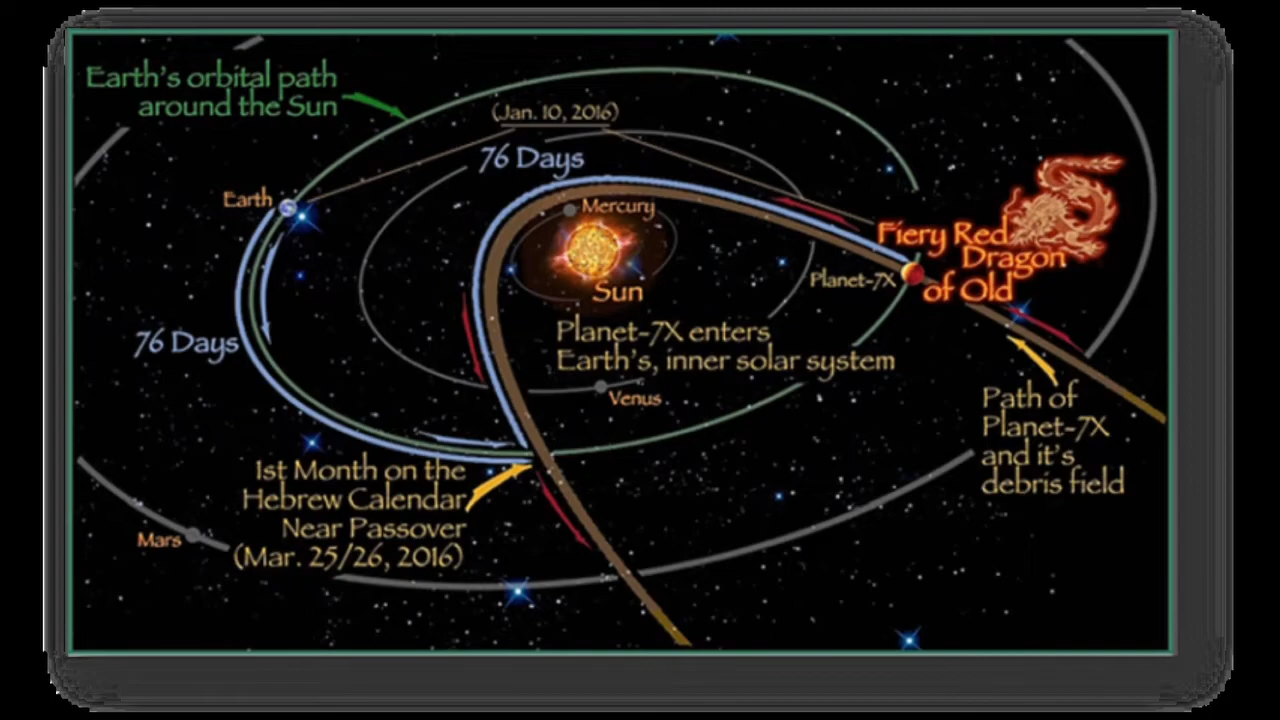 Earth's orbital path
around the Sun
(Jan. 10, 2016)
76 Days
Earth
Mercury
Sun
Fiery Red
Dragon
of Old
Planet-7X
Planet-7X enters
Earth's, inner solar system
76 Days
Venus
Path of
Planet-7X
and it's
debris field
1st Month on the
Hebrew Calendar
Near Passover
(Mar. 25/26, 2016)
Mars